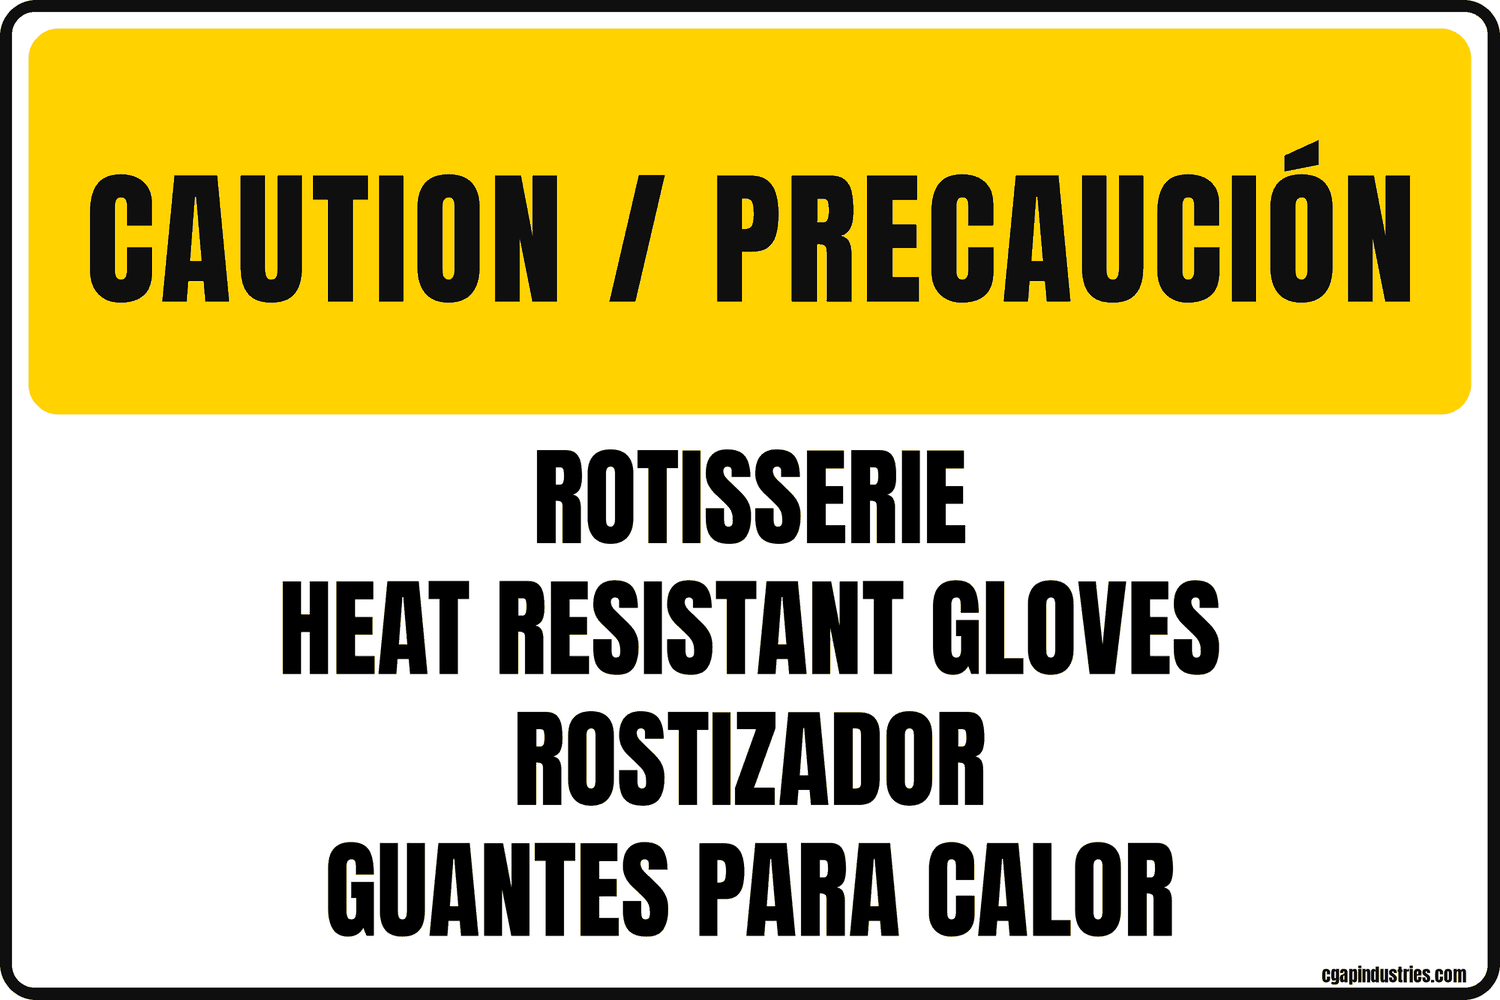 CAUTION / PRECAUCIÓN
ROTISSERIE
HEAT RESISTANT GLOVES
ROSTIZADOR
GUANTES PARA CALOR
cgapindustries.com